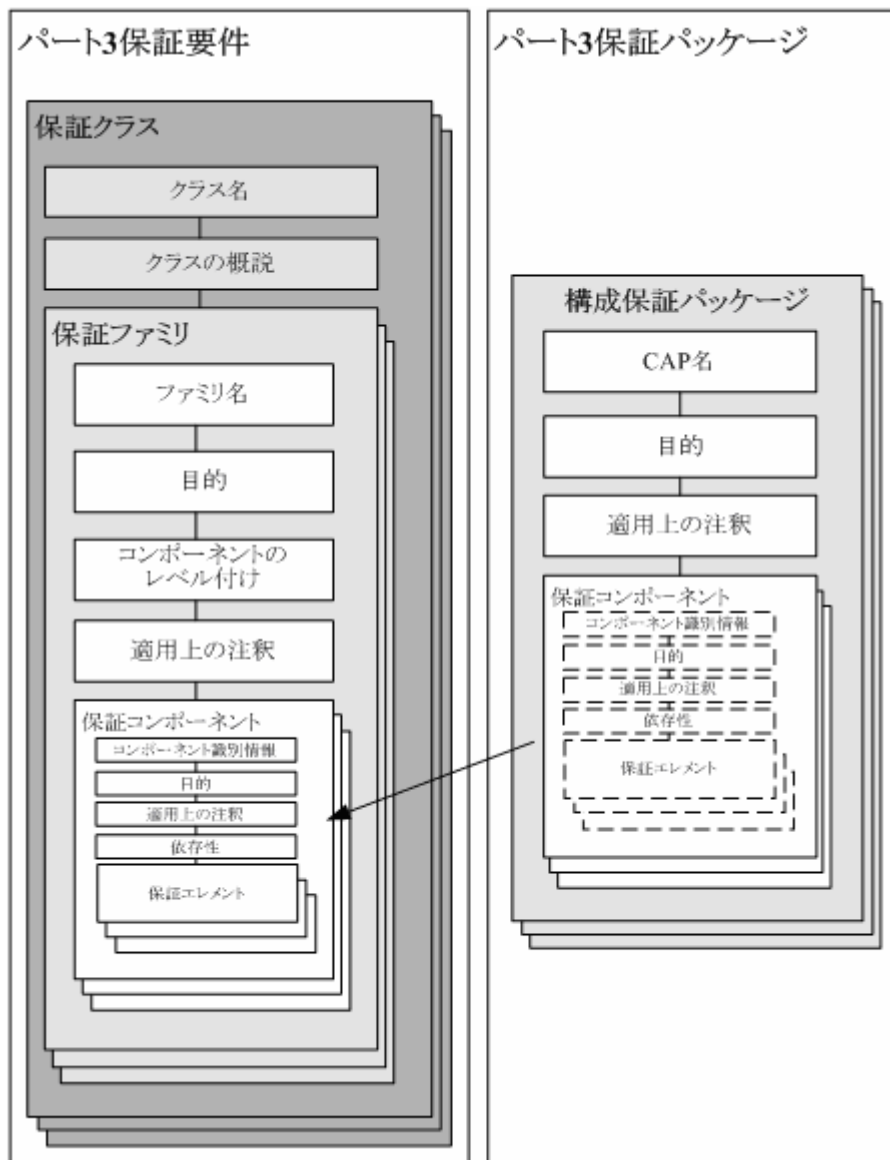 パート3保証要件
保証クラス
クラス名
クラスの概説
保証ファミリ
ファミリ名
目的
コンポーネントの
レベル付け
適用上の注釈
保証コンポーネント
コンポーネント識別情報
目的
適用上の注釈
依存性
保証エレメント
パート3保証パッケージ
構成保証パッケージ
CAP名
目的
適用上の注釈
保証コンポーネント
コンポーネント識別情報
目的
適用上の注釈
依存性
保証エレメント